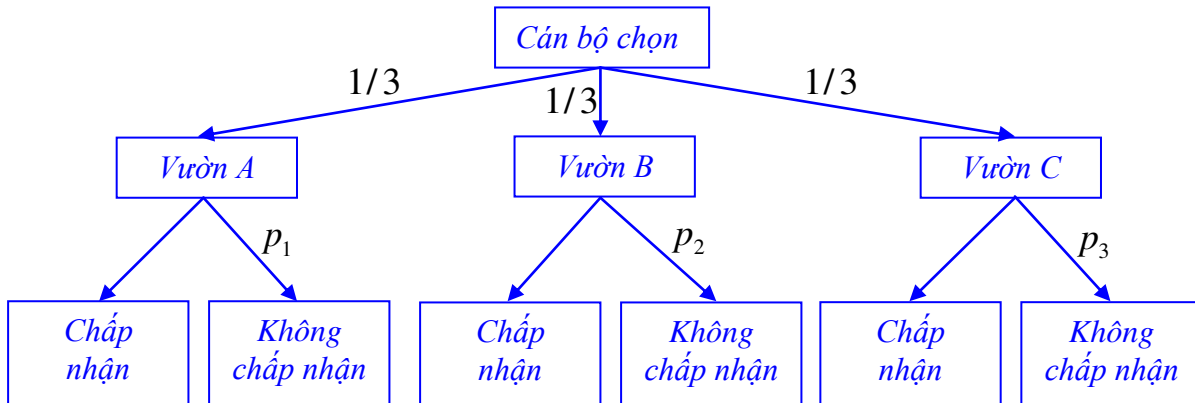 Cán bộ chọn
1/3
1/3
1/3
Vườn A
Vườn B
Vườn C
p₁
p₂
p₃
Chấp
nhận
Không
chấp nhận
Chấp
nhận
Không
chấp nhận
Chấp
nhận
Không
chấp nhận